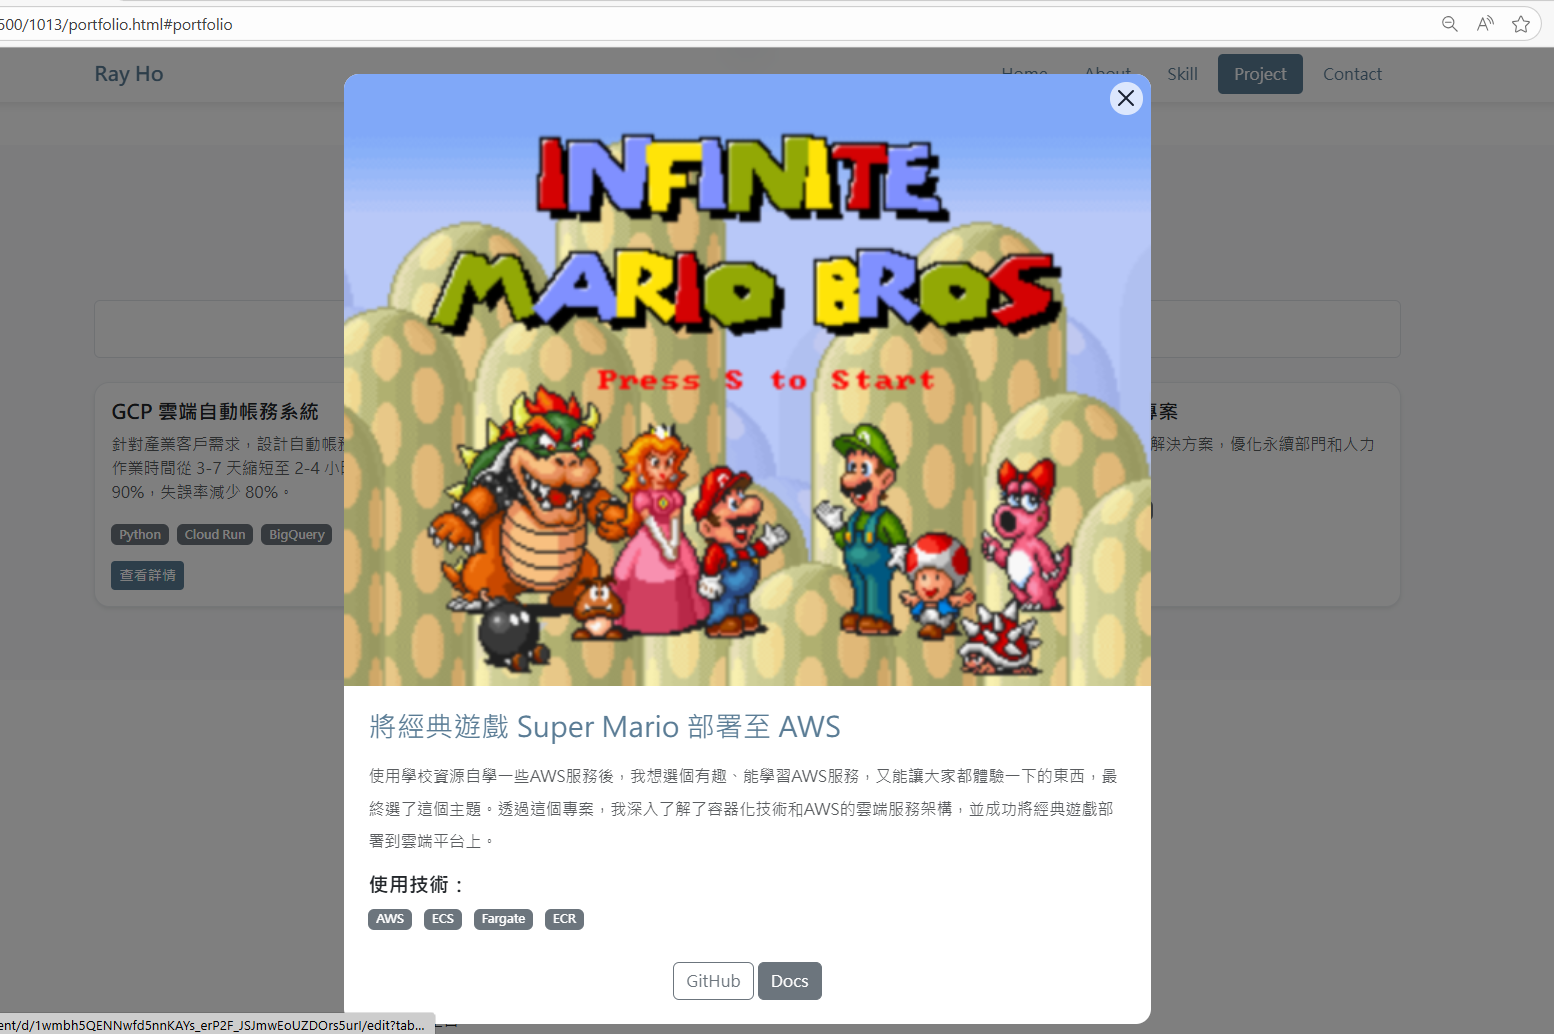 500/1013/portfolio.html#portfolio
Ray Ho
Home
About
Skill
Project
Contact
INFINITE
MARIO BROS
Press S to Start
GCP 雲端自動帳務系統
針對產業客戶需求，設計自動帳務
作業時間從 3-7 天縮短至 2-4 小時
90%，失誤率減少 80%。
Python
Cloud Run
BigQuery
查看詳情
專案
解決方案，優化永續部門和人力
將經典遊戲 Super Mario 部署至 AWS
使用學校資源自學一些AWS服務後，我想選個有趣、能學習AWS服務，又能讓大家都體驗一下的東西，最
終選了這個主題。透過這個專案，我深入了解了容器化技術和AWS的雲端服務架構，並成功將經典遊戲部
署到雲端平台上。
使用技術：
AWS
ECS
Fargate
ECR
GitHub
Docs
ent/d/1wmbh5QENNwfd5nnKAYs_erP2F_JSJmwEoUZDOrs5urI/edit?tab...